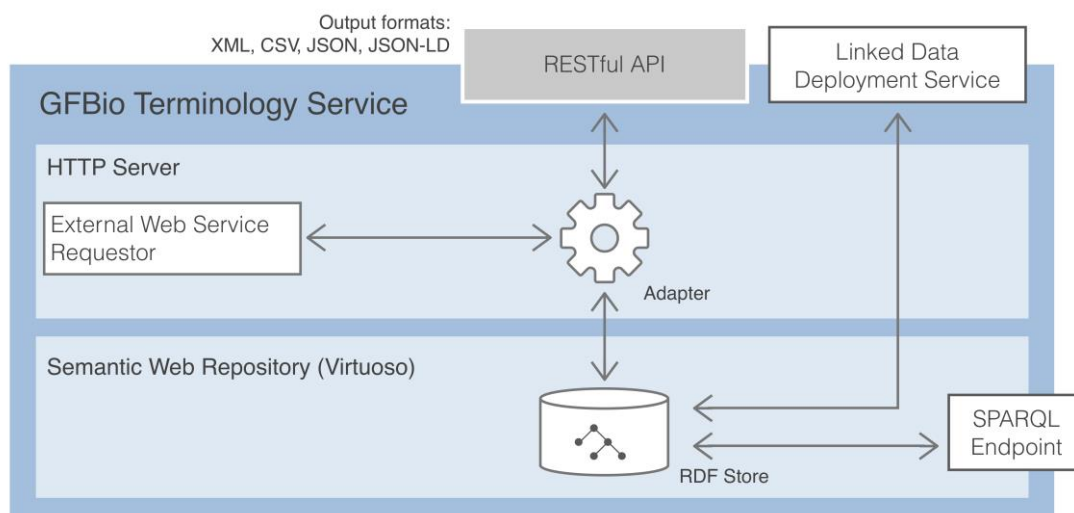 Output formats:
XML, CSV, JSON, JSON-LD
RESTful API
Linked Data
Deployment Service
GFBio Terminology Service
HTTP Server
External Web Service
Requestor
Adapter
Semantic Web Repository (Virtuoso)
SPARQL
Endpoint
RDF Store